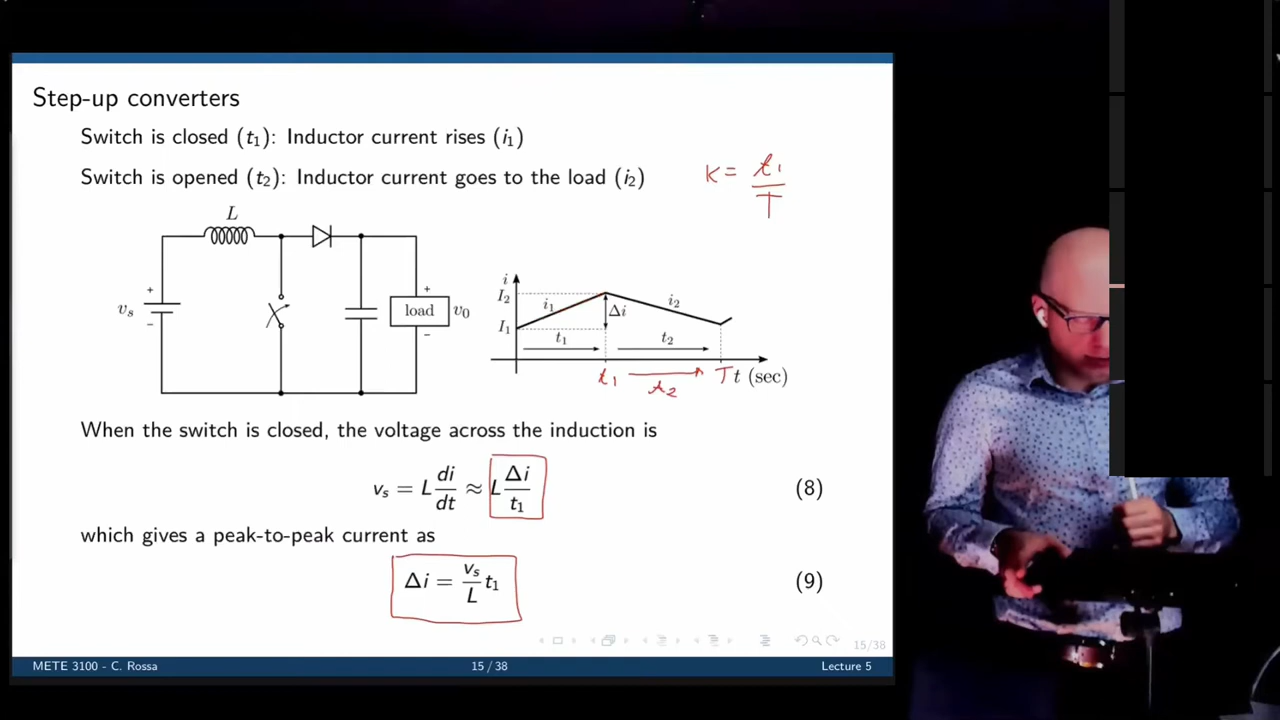 Step-up converters
Switch is closed (t₁): Inductor current rises (i₁)
Switch is opened (t₂): Inductor current goes to the load (i₂)
K = t₁ / T
L
+
vₛ
−
+
load v₀
−
i
I₂
I₁
i₁
Δi
i₂
t₁
t₂
t (sec)
t₁
t₂
T
When the switch is closed, the voltage across the induction is
vₛ = L di/dt ≈ L Δi/t₁ (8)
which gives a peak-to-peak current as
Δi = vₛ/L t₁ (9)
15/38
METE 3100 - C. Rossa 15 / 38 Lecture 5